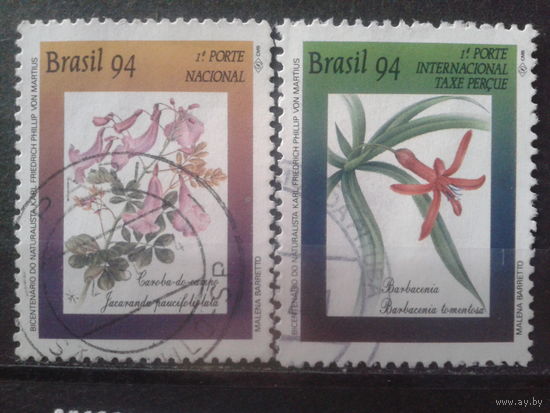 Brasil 94
1º PORTE
NACIONAL
BICENTENÁRIO DO NATURALISTA KARL FRIEDRICH PHILLIP VON MARTIUS
Caroba-do-campo
Jacaranda paucifoliolata
MALENA BARRETTO
Brasil 94
1º PORTE
INTERNACIONAL
TAXE PERÇUE
BICENTENÁRIO DO NATURALISTA KARL FRIEDRICH PHILLIP VON MARTIUS
Barbacenia
Barbacenia tomentosa
MALENA BARRETTO
www.ay.by